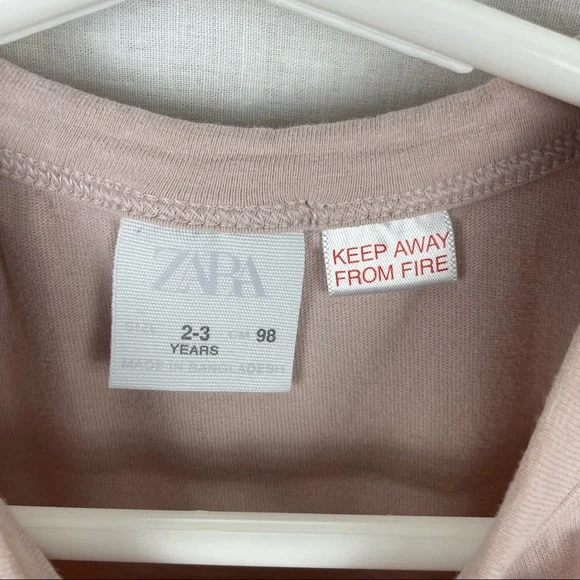 ZARA
SIZE 2-3 CM 98
YEARS
MADE IN BANGLADESH
KEEP AWAY
FROM FIRE